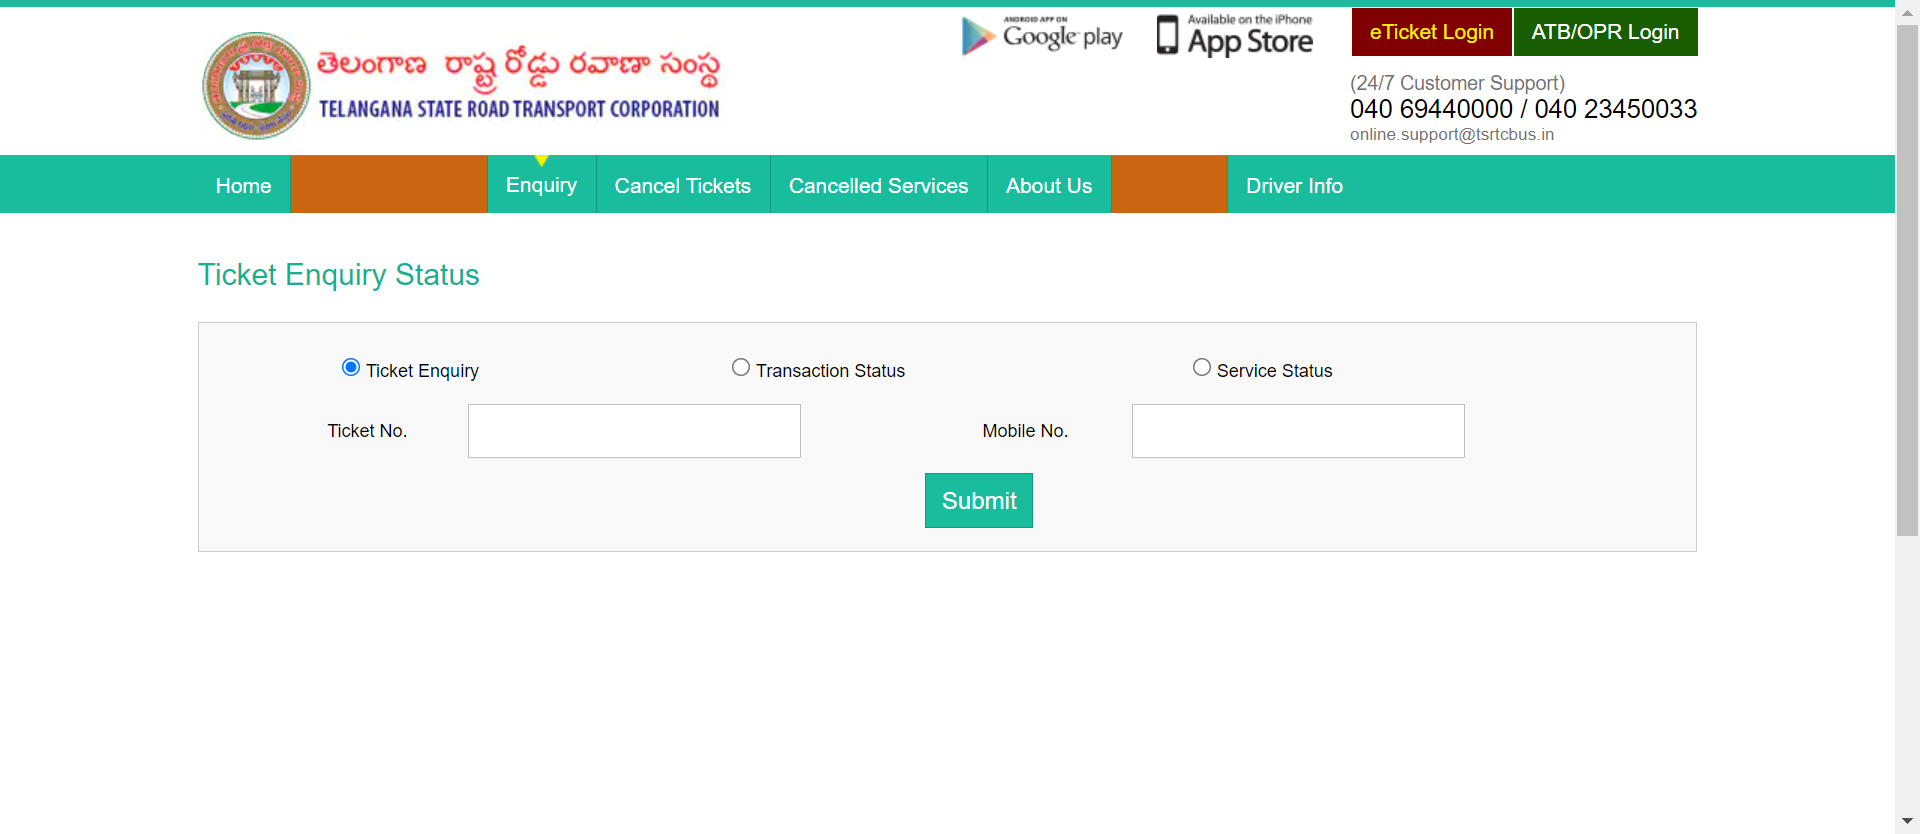 ANDROID APP ON
Google play
Available on the iPhone
App Store
eTicket Login
ATB/OPR Login
తెలంగాణ రాష్ట్ర రోడ్డు రవాణా సంస్థ
TELANGANA STATE ROAD TRANSPORT CORPORATION
(24/7 Customer Support)
040 69440000 / 040 23450033
online.support@tsrtcbus.in
Home
Enquiry
Cancel Tickets
Cancelled Services
About Us
Driver Info
Ticket Enquiry Status
Ticket Enquiry
Transaction Status
Service Status
Ticket No.
Mobile No.
Submit